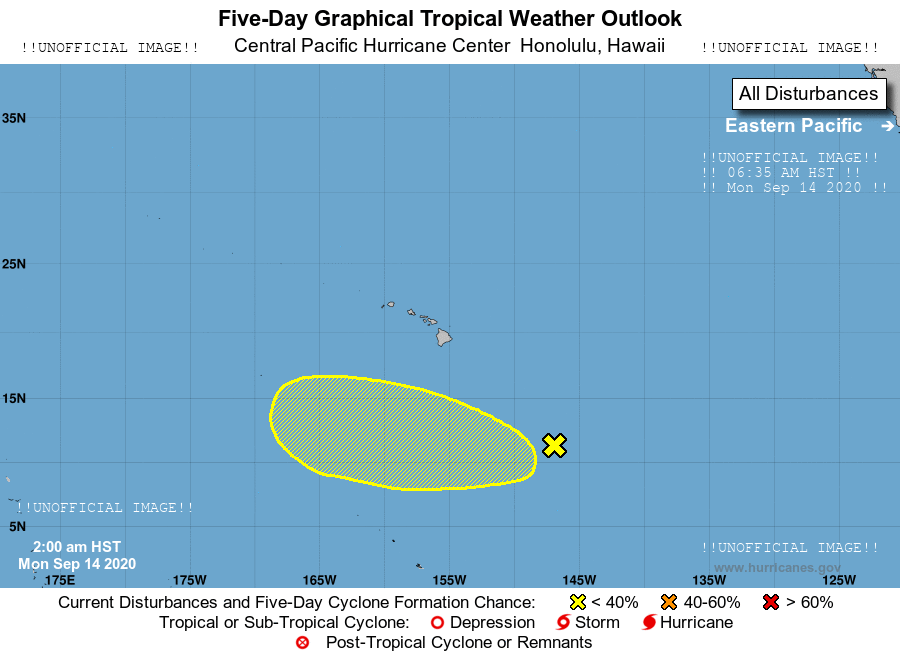 Five-Day Graphical Tropical Weather Outlook
!!UNOFFICIAL IMAGE!! Central Pacific Hurricane Center Honolulu, Hawaii !!UNOFFICIAL IMAGE!!
All Disturbances
35N
Eastern Pacific →
!!UNOFFICIAL IMAGE!!
!! 06:35 AM HST !!
!! Mon Sep 14 2020 !!
25N
15N
!!UNOFFICIAL IMAGE!!
5N
2:00 am HST
Mon Sep 14 2020
!!UNOFFICIAL IMAGE!!
www.hurricanes.gov
175E 175W 165W 155W 145W 135W 125W
Current Disturbances and Five-Day Cyclone Formation Chance: < 40% 40-60% > 60%
Tropical or Sub-Tropical Cyclone: Depression Storm Hurricane
Post-Tropical Cyclone or Remnants